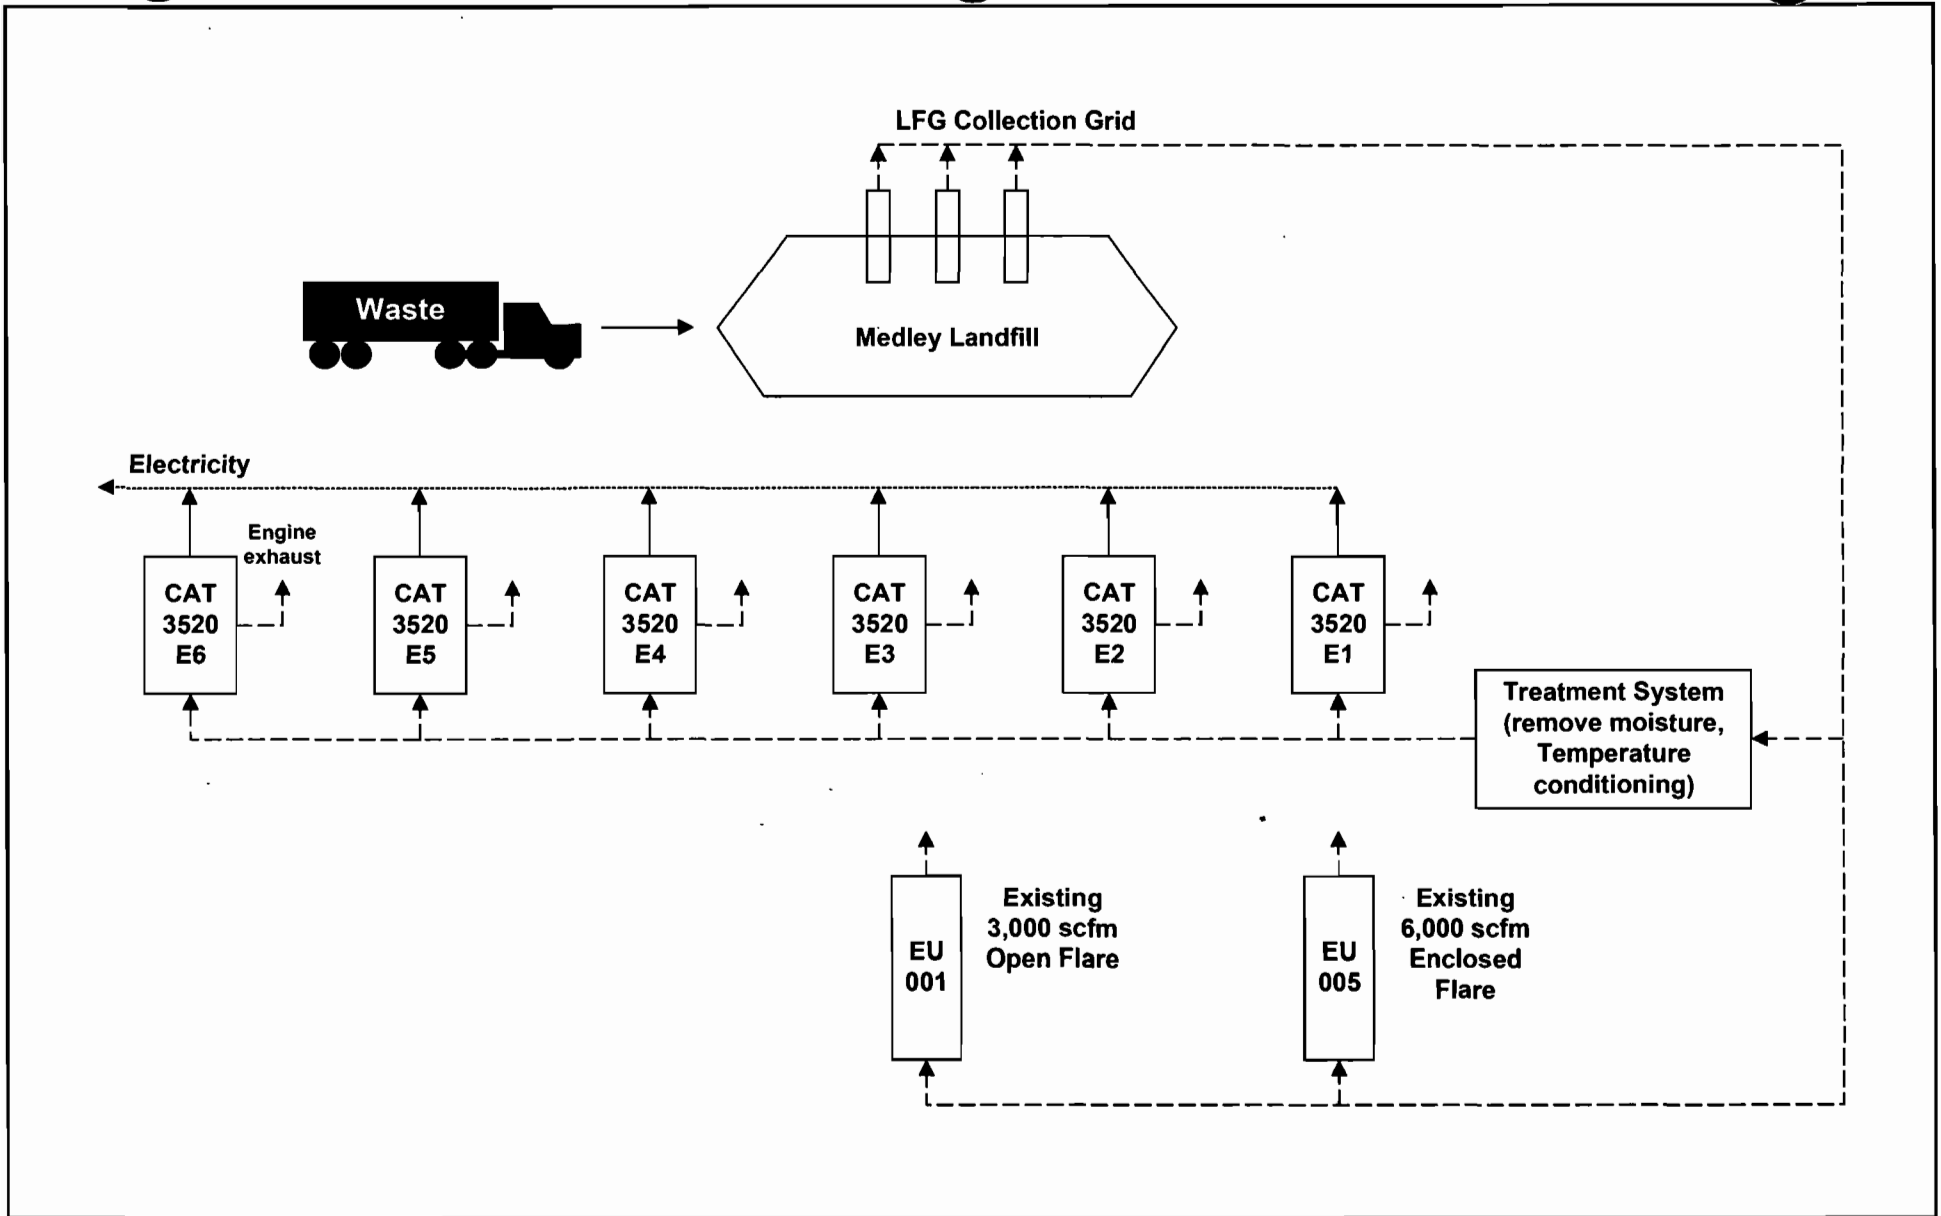 LFG Collection Grid
Waste
Medley Landfill
Electricity
Engine
exhaust
CAT
3520
E6
CAT
3520
E5
CAT
3520
E4
CAT
3520
E3
CAT
3520
E2
CAT
3520
E1
Treatment System
(remove moisture,
Temperature
conditioning)
EU
001
Existing
3,000 scfm
Open Flare
EU
005
Existing
6,000 scfm
Enclosed
Flare